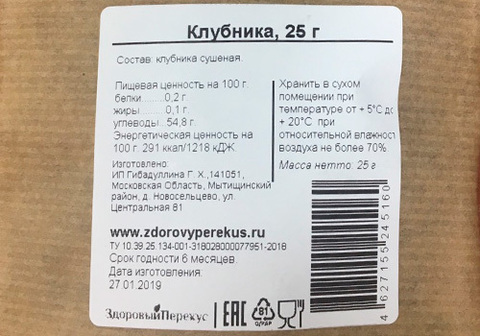 Клубника, 25 г
Состав: клубника сушеная.
Пищевая ценность на 100 г.
белки......0,2 г
жиры.......0,1 г
углеводы...54,8 г.
Энергетическая ценность на
100 г. 291 ккал/1218 кДЖ.
Изготовлено:
ИП Гибадуллина Г. Х.,141051,
Московская Область, Мытищинский
район, д. Новосельцево, ул.
Центральная 81
Хранить в сухом
помещении при
температуре от + 5°С до
+ 20°С при
относительной влажност
воздуха не более 70%
Масса нетто: 25 г
www.zdorovyperekus.ru
ТУ 10.39.25.134-001-318028000077951-2018
Срок годности 6 месяцев.
Дата изготовления:
27.01.2019
ЗдоровыйПерекус
EAC
81
C/PAP
4627155245160